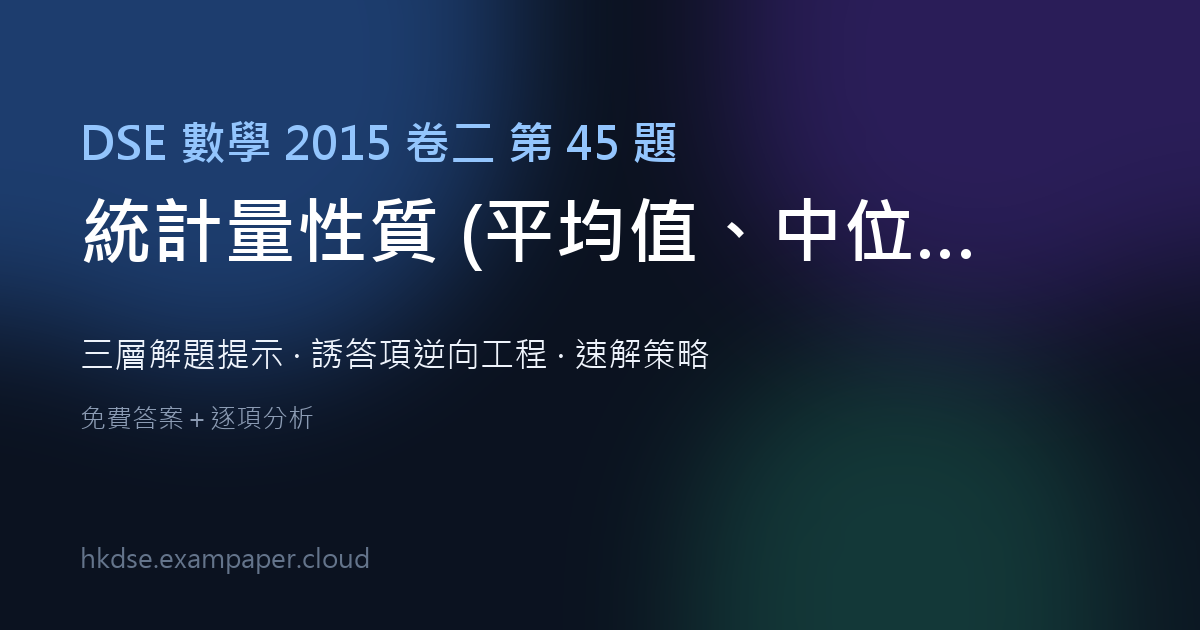 DSE 數學 2015 卷二 第 45 題
統計量性質 (平均值、中位...
三層解題提示 · 誘答項逆向工程 · 速解策略
免費答案 + 逐項分析
hkdse.exampaper.cloud